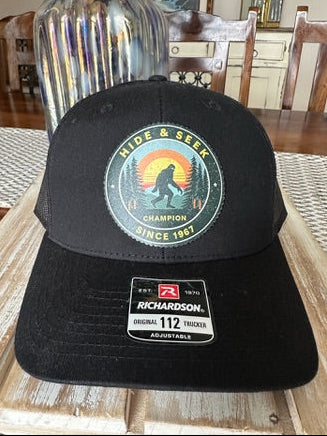 HIDE & SEEK
CHAMPION
SINCE 1967
EST. R 1970
RICHARDSON®
ORIGINAL 112 TRUCKER
ADJUSTABLE